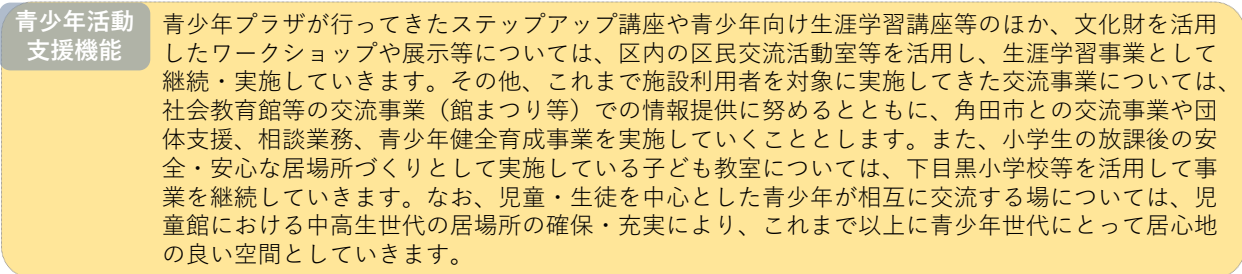 青少年活動
支援機能
青少年プラザが行ってきたステップアップ講座や青少年向け生涯学習講座等のほか、文化財を活用
したワークショップや展示等については、区内の区民交流活動室等を活用し、生涯学習事業として
継続・実施していきます。その他、これまで施設利用者を対象に実施してきた交流事業については、
社会教育館等の交流事業（館まつり等）での情報提供に努めるとともに、角田市との交流事業や団
体支援、相談業務、青少年健全育成事業を実施していくこととします。また、小学生の放課後の安
全・安心な居場所づくりとして実施している子ども教室については、下目黒小学校等を活用して事
業を継続していきます。なお、児童・生徒を中心とした青少年が相互に交流する場については、児
童館における中高生世代の居場所の確保・充実により、これまで以上に青少年世代にとって居心地
の良い空間としていきます。